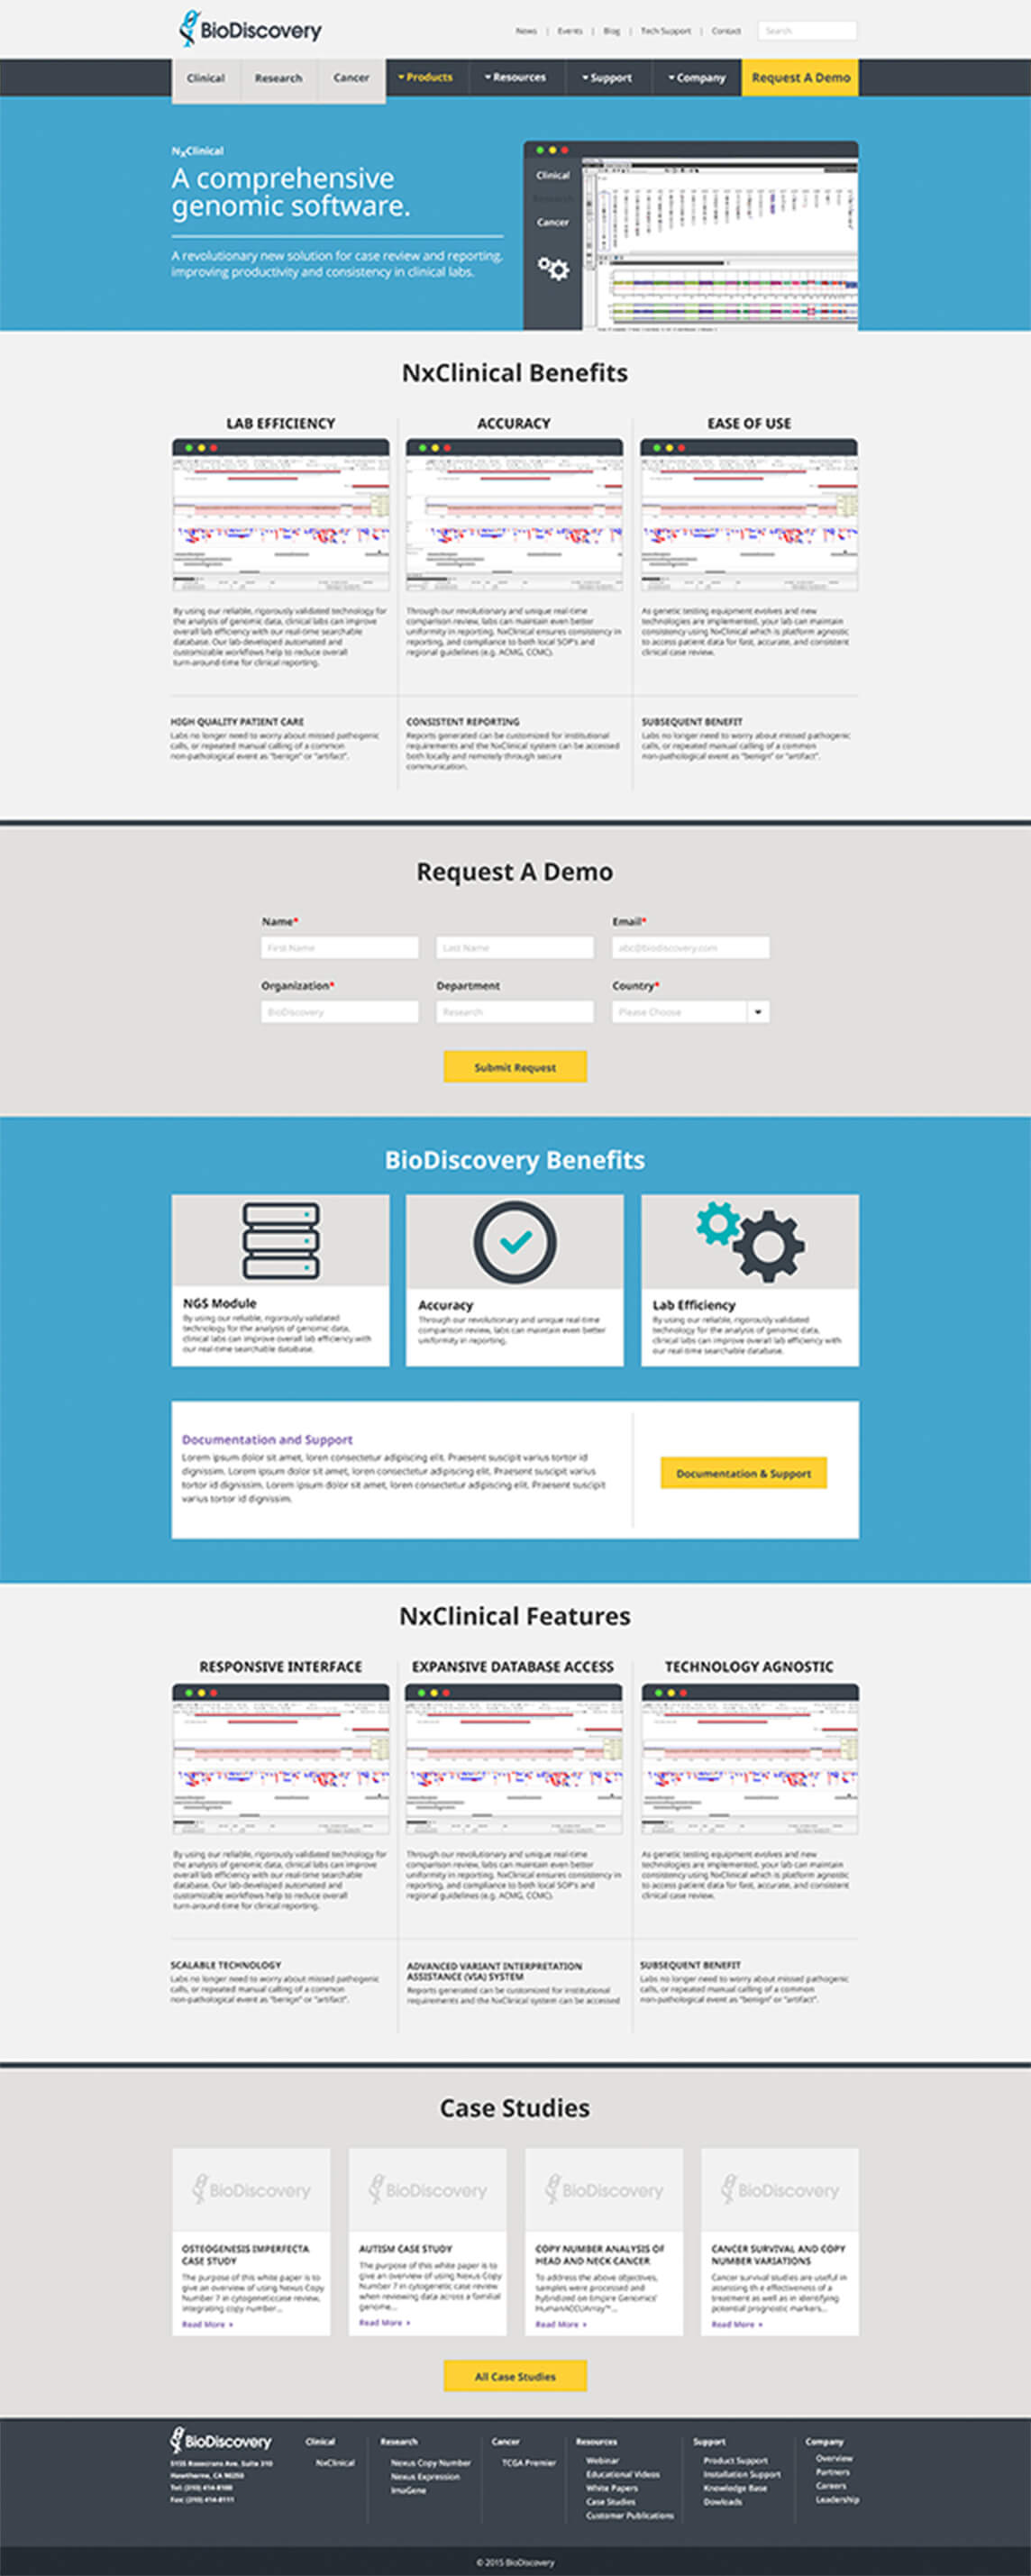 BioDiscovery
News | Events | Blog | Tech Support | Contact
Search
Clinical
Research
Cancer
Products
Resources
Support
Company
Request A Demo
NxClinical
A comprehensive
genomic software.
A revolutionary new solution for case review and reporting,
improving productivity and consistency in clinical labs.
Clinical
Research
Cancer
NxClinical Benefits
LAB EFFICIENCY
By using our reliable, rigorously validated technology for
the analysis of genomic data, clinical labs can improve
overall lab efficiency with our real-time searchable
database. Our lab-developed automated and
customizable workflows help to reduce overall
turn-around-time for clinical reporting.
ACCURACY
Through our revolutionary and unique real-time
comparison review, labs can maintain even better
uniformity in reporting. NxClinical ensures consistency in
reporting, and compliance to both local SOP's and
regional guidelines (e.g. ACMG, CCMC).
EASE OF USE
As genetic testing equipment evolves and new
technologies are implemented, your lab can maintain
consistency using NxClinical which is platform agnostic
to access patient data for fast, accurate, and consistent
clinical case review.
HIGH QUALITY PATIENT CARE
Labs no longer need to worry about missed pathogenic
calls, or repeated manual calling of a common
non-pathological event as "benign" or "artifact".
CONSISTENT REPORTING
Reports generated can be customized for institutional
requirements and the NxClinical system can be accessed
both locally and remotely through secure
communication.
SUBSEQUENT BENEFIT
Labs no longer need to worry about missed pathogenic
calls, or repeated manual calling of a common
non-pathological event as "benign" or "artifact".
Request A Demo
Name*
First Name
Last Name
Email*
abc@biodiscovery.com
Organization*
BioDiscovery
Department
Research
Country*
Please Choose
Submit Request
BioDiscovery Benefits
NGS Module
By using our reliable, rigorously validated
technology for the analysis of genomic data,
clinical labs can improve overall lab efficiency with
our real-time searchable database.
Accuracy
Through our revolutionary and unique real-time
comparison review, labs can maintain even better
uniformity in reporting.
Lab Efficiency
By using our reliable, rigorously validated
technology for the analysis of genomic data,
clinical labs can improve overall lab efficiency with
our real-time searchable database.
Documentation and Support
Lorem ipsum dolor sit amet, loren consectetur adipiscing elit. Praesent suscipit varius tortor id
dignissim. Lorem ipsum dolor sit amet, loren consectetur adipiscing elit. Praesent suscipit varius
tortor id dignissim. Lorem ipsum dolor sit amet, loren consectetur adipiscing elit. Praesent suscipit
varius tortor id dignissim.
Documentation & Support
NxClinical Features
RESPONSIVE INTERFACE
By using our reliable, rigorously validated technology for
the analysis of genomic data, clinical labs can improve
overall lab efficiency with our real-time searchable
database. Our lab-developed automated and
customizable workflows help to reduce overall
turn-around-time for clinical reporting.
EXPANSIVE DATABASE ACCESS
Through our revolutionary and unique real-time
comparison review, labs can maintain even better
uniformity in reporting. NxClinical ensures consistency in
reporting, and compliance to both local SOP's and
regional guidelines (e.g. ACMG, CCMC).
TECHNOLOGY AGNOSTIC
As genetic testing equipment evolves and new
technologies are implemented, your lab can maintain
consistency using NxClinical which is platform agnostic
to access patient data for fast, accurate, and consistent
clinical case review.
SCALABLE TECHNOLOGY
Labs no longer need to worry about missed pathogenic
calls, or repeated manual calling of a common
non-pathological event as "benign" or "artifact".
ADVANCED VARIANT INTERPRETATION
ASSISTANCE (VIA) SYSTEM
Reports generated can be customized for institutional
requirements and the NxClinical system can be accessed
SUBSEQUENT BENEFIT
Labs no longer need to worry about missed pathogenic
calls, or repeated manual calling of a common
non-pathological event as "benign" or "artifact".
Case Studies
BioDiscovery
OSTEOGENESIS IMPERFECTA
CASE STUDY
The purpose of this white paper is to
give an overview of using Nexus Copy
Number 7 in cytogeneticcase review,
integrating copy number...
Read More
BioDiscovery
AUTISM CASE STUDY
The purpose of this white paper is to
give an overview of using Nexus Copy
Number 7 in cytogenetic case review
when reviewing data across a familial
genome...
Read More
BioDiscovery
COPY NUMBER ANALYSIS OF
HEAD AND NECK CANCER
To address the above objectives,
samples were processed and
hybridized on Empire Genomics'
HumanACCUArray™...
Read More
BioDiscovery
CANCER SURVIVAL AND COPY
NUMBER VARIATIONS
Cancer survival studies are useful in
assessing th e effectiveness of a
treatment as well as in identifying
potential prognostic markers...
Read More
All Case Studies
BioDiscovery
5155 Rosecrans Ave. Suite 310
Hawthorne, CA 90250
Tel: (310) 414-8100
Fax: (310) 414-8111
Clinical
NxClinical
Research
Nexus Copy Number
Nexus Expression
ImaGene
Cancer
TCGA Premier
Resources
Webinar
Educational Videos
White Papers
Case Studies
Customer Publications
Support
Product Support
Installation Support
Knowledge Base
Dowloads
Company
Overview
Partners
Careers
Leadership
© 2015 BioDiscovery